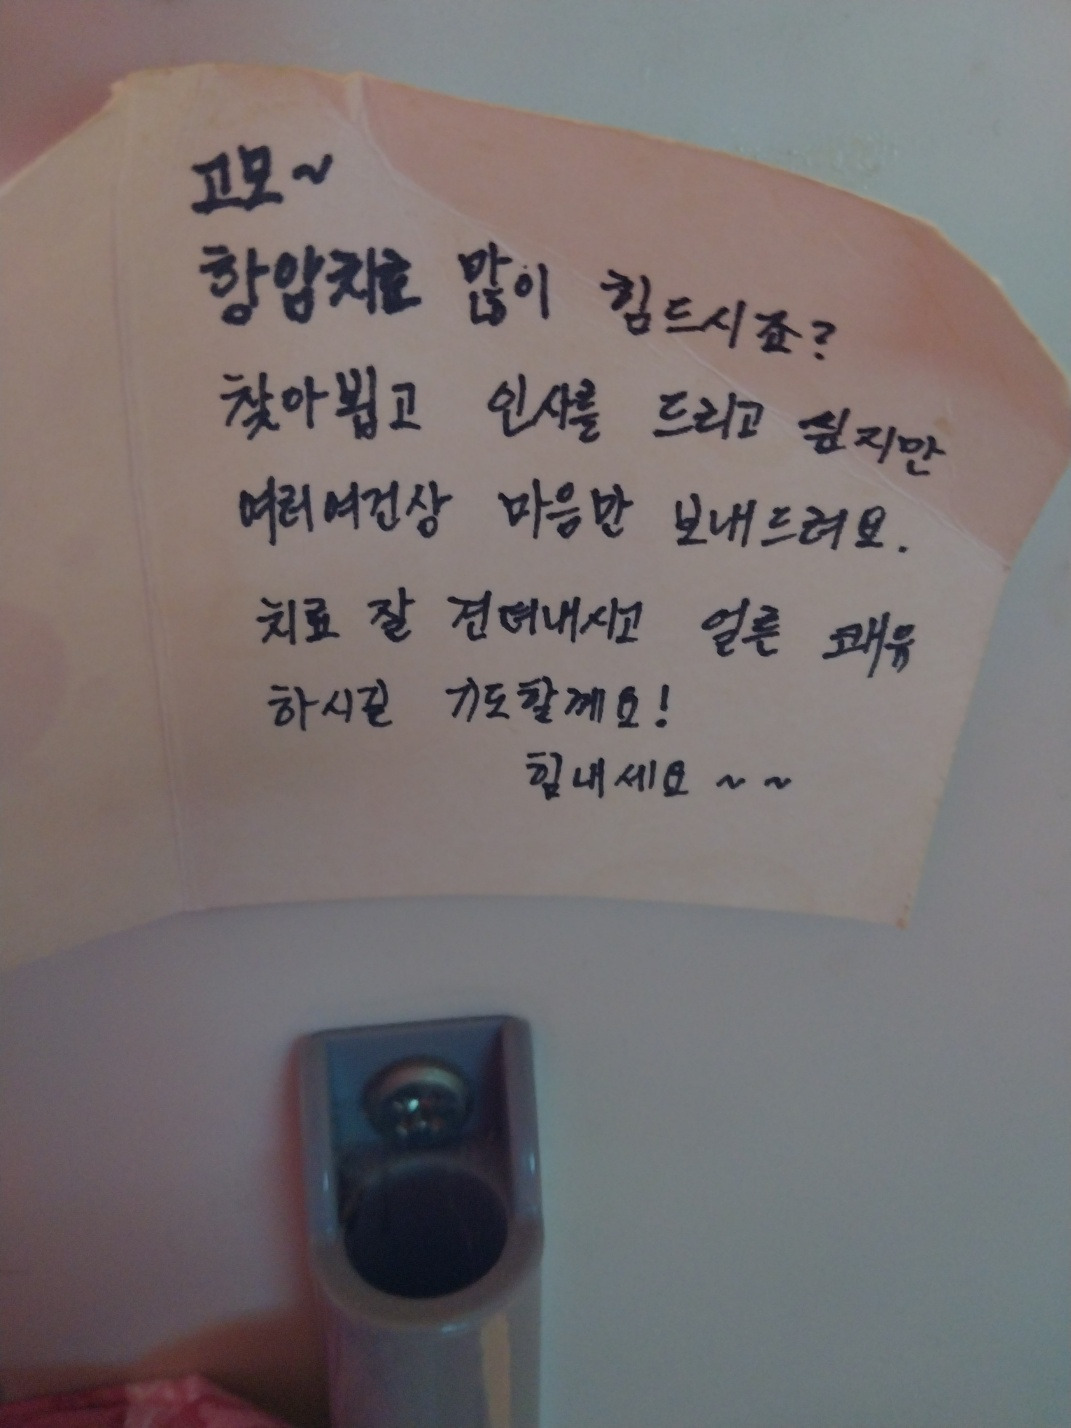 고모~
항암치료 많이 힘드시죠?
찾아뵙고 인사를 드리고 싶지만
여러여건상 마음만 보내드려요.
치료 잘 견뎌내시고 얼른 쾌유
하시길 기도할께요!
힘내세요~~